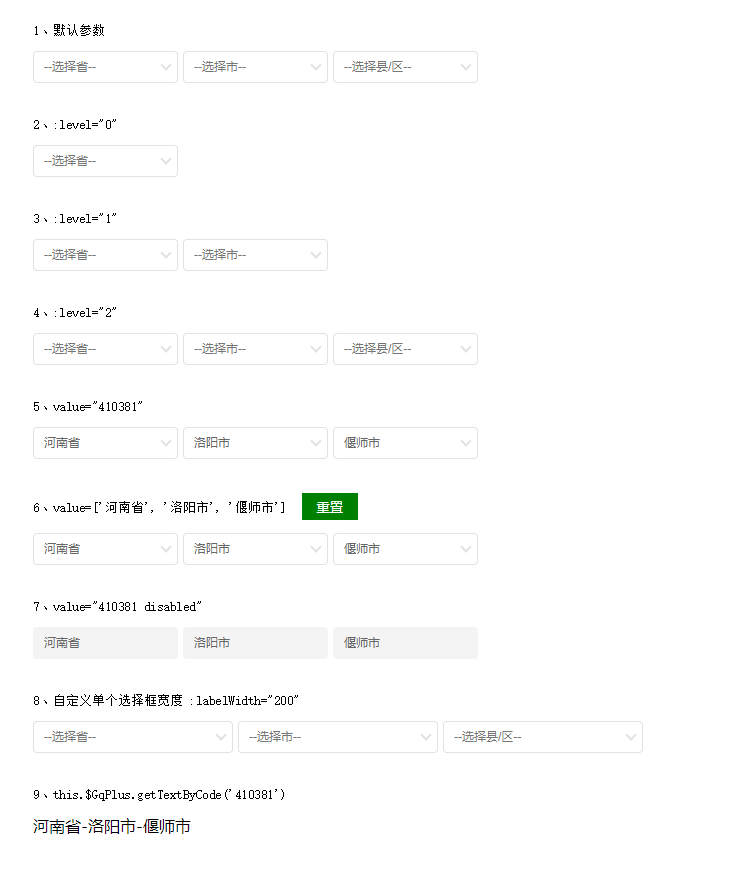 1、默认参数
--选择省-- --选择市-- --选择县/区--
2、:level="0"
--选择省--
3、:level="1"
--选择省-- --选择市--
4、:level="2"
--选择省-- --选择市-- --选择县/区--
5、value="410381"
河南省 洛阳市 偃师市
6、value=['河南省', '洛阳市', '偃师市'] 重置
河南省 洛阳市 偃师市
7、value="410381 disabled"
河南省 洛阳市 偃师市
8、自定义单个选择框宽度 :labelWidth="200"
--选择省-- --选择市-- --选择县/区--
9、this.$GqPlus.getTextByCode('410381')
河南省-洛阳市-偃师市